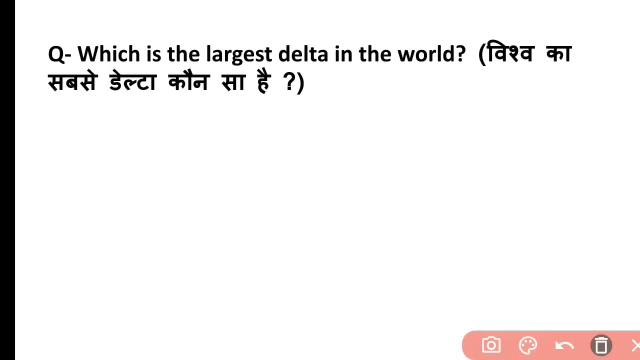 Q- Which is the largest delta in the world?  (विश्व का
सबसे डेल्टा कौन सा है ?)